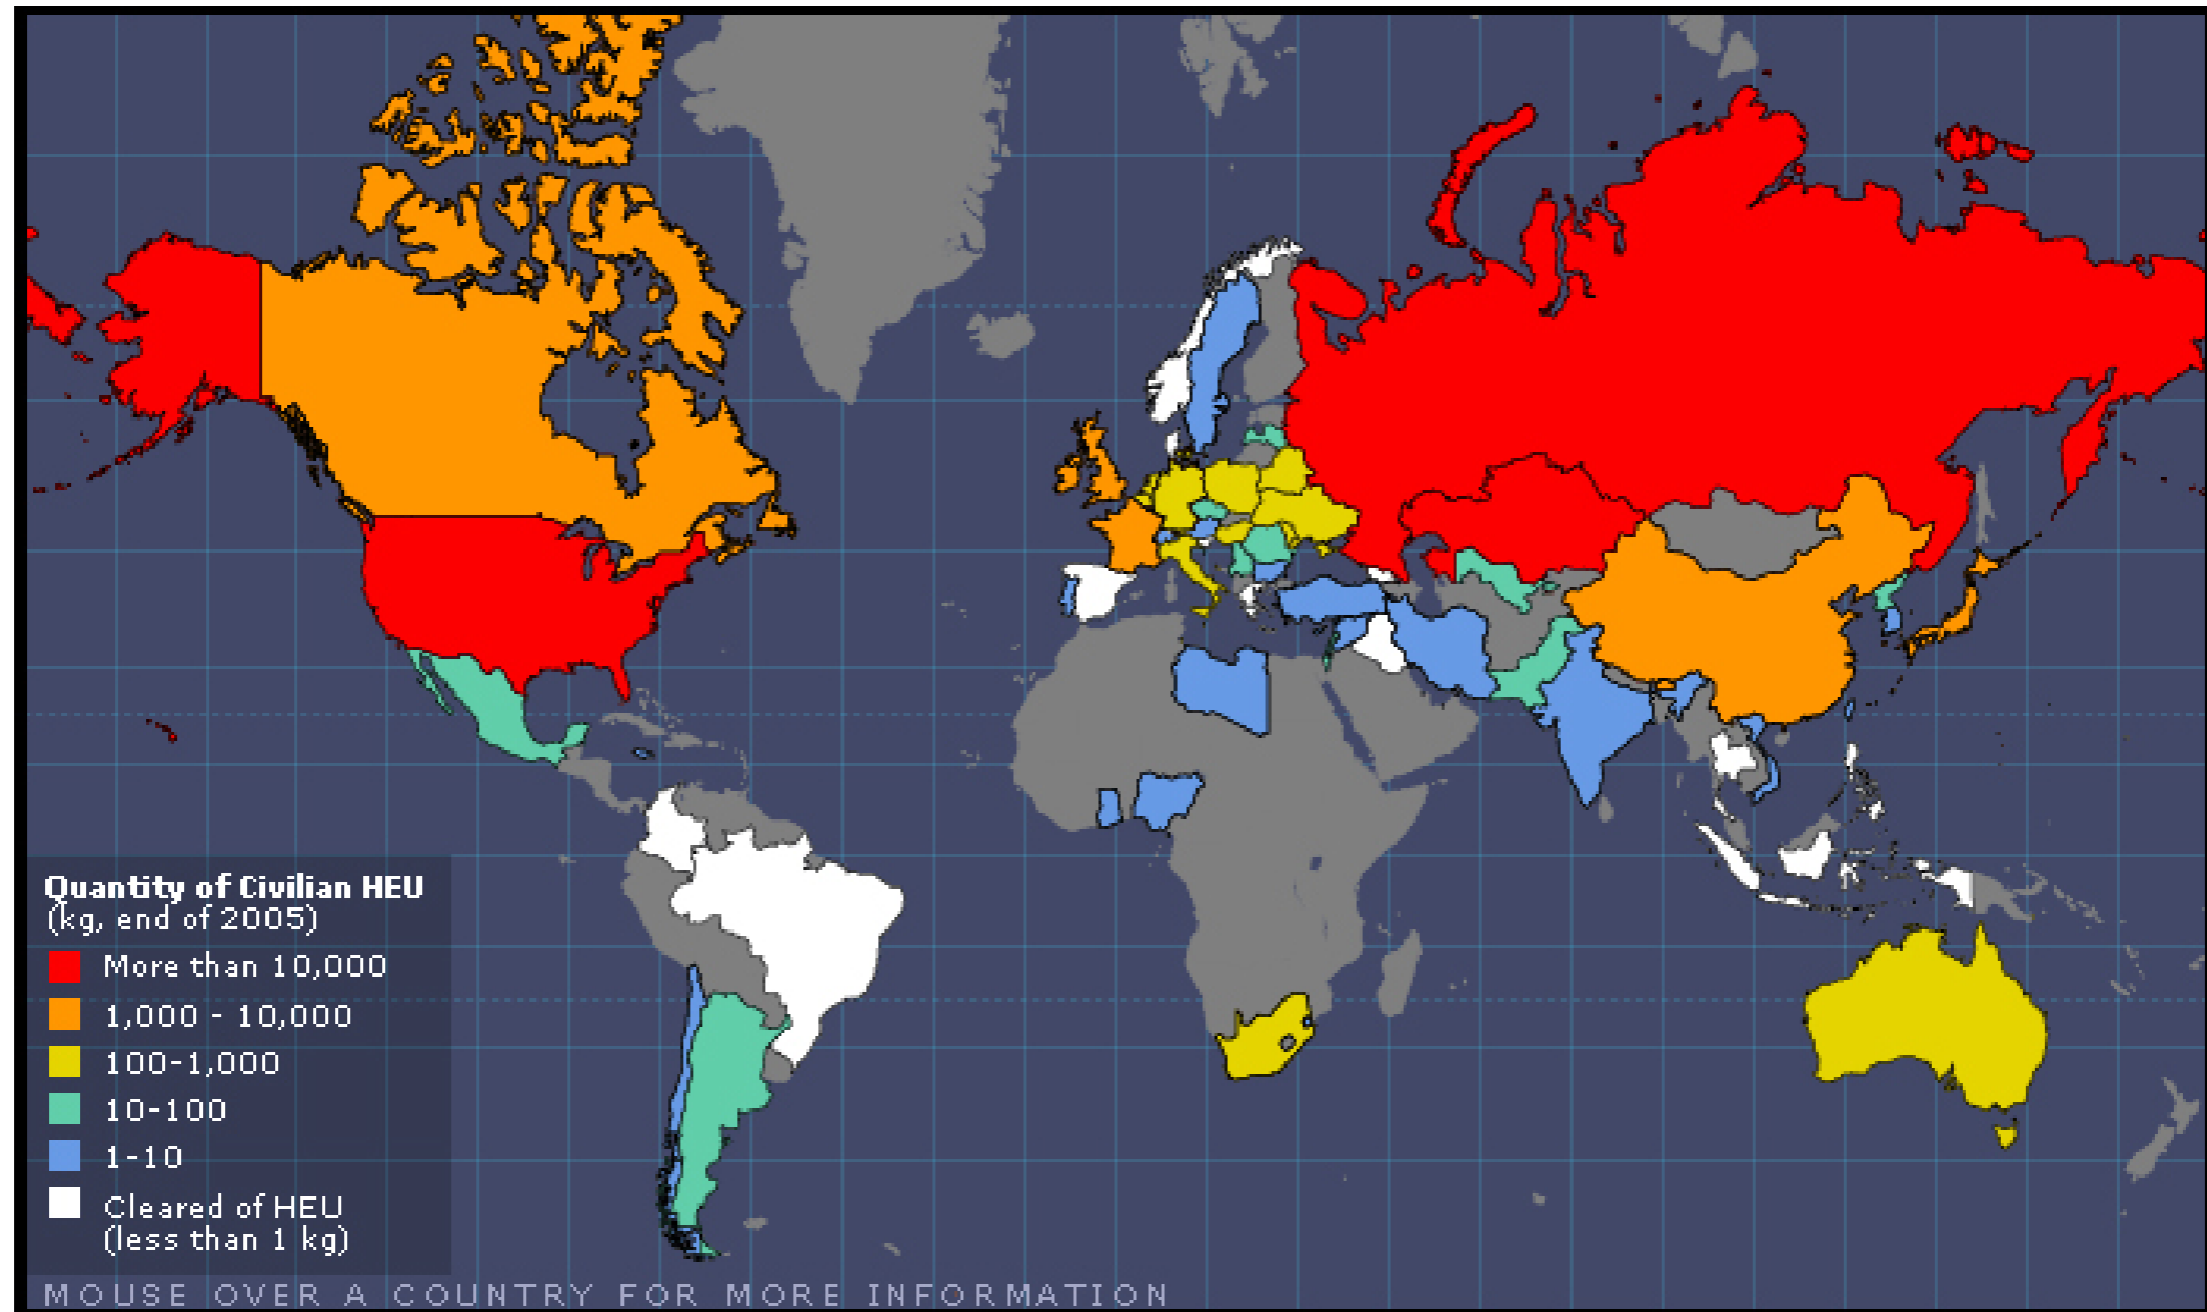 Quantity of Civilian HEU
(kg, end of 2005)
More than 10,000
1,000 - 10,000
100-1,000
10-100
1-10
Cleared of HEU
(less than 1 kg)
MOUSE OVER A COUNTRY FOR MORE INFORMATION